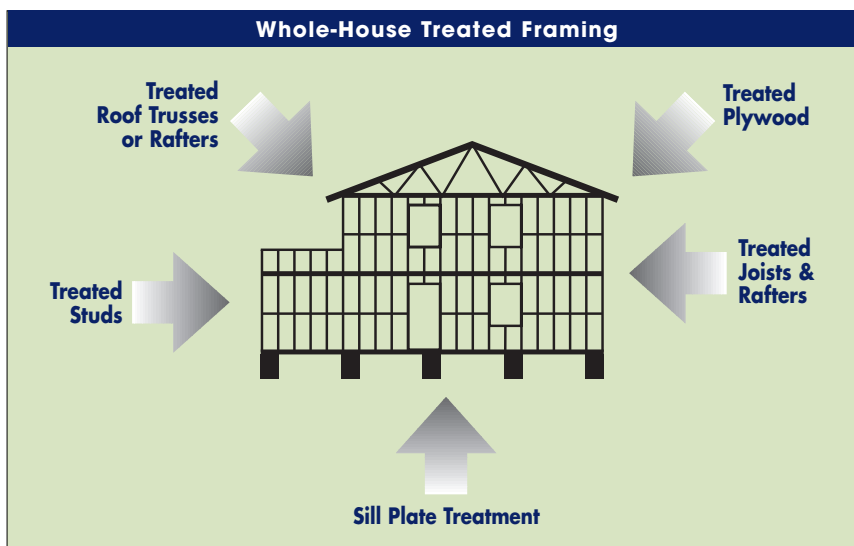 Whole-House Treated Framing
Treated
Roof Trusses
or Rafters
Treated
Plywood
Treated
Studs
Treated
Joists &
Rafters
Sill Plate Treatment